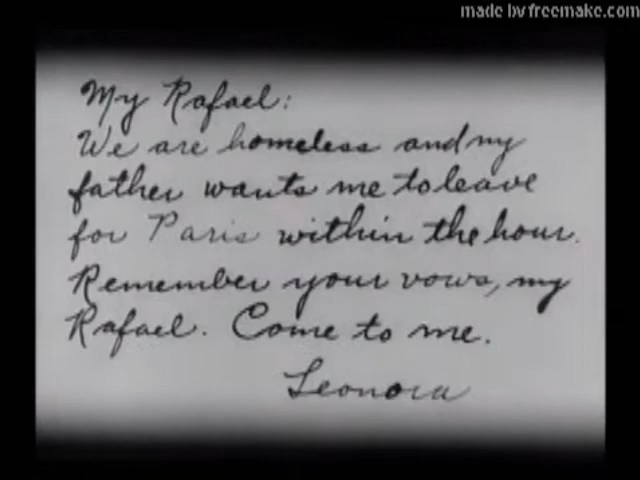 made by freemake.com
My Rafael:
We are homeless and my
father wants me to leave
for Paris within the hour.
Remember your vows, my
Rafael. Come to me.
Leonora